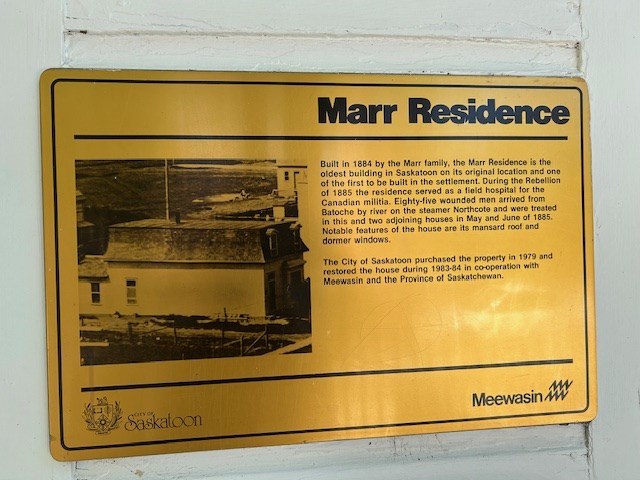 Marr Residence
Built in 1884 by the Marr family, the Marr Residence is the
oldest building in Saskatoon on its original location and one
of the first to be built in the settlement. During the Rebellion
of 1885 the residence served as a field hospital for the
Canadian militia. Eighty-five wounded men arrived from
Batoche by river on the steamer Northcote and were treated
in this and two adjoining houses in May and June of 1885.
Notable features of the house are its mansard roof and
dormer windows.
The City of Saskatoon purchased the property in 1979 and
restored the house during 1983-84 in co-operation with
Meewasin and the Province of Saskatchewan.
CITY OF
Saskatoon
Meewasin